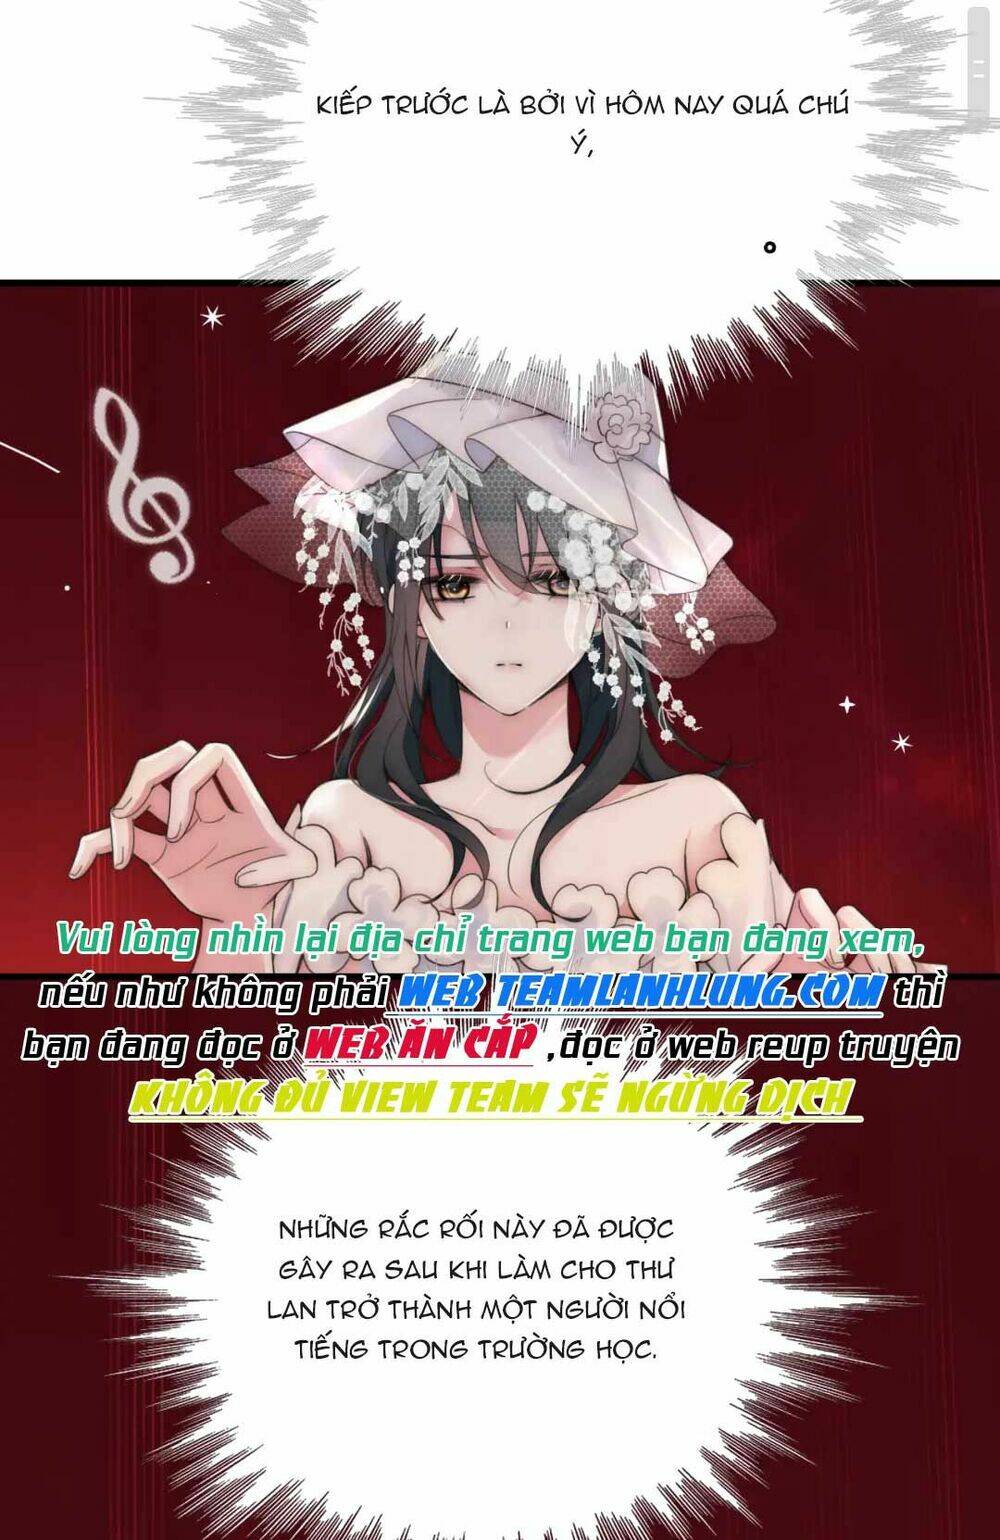 KIẾP TRƯỚC LÀ BỞI VÌ HÔM NAY QUÁ CHÚ
Ý,
Vui lòng nhìn lại địa chỉ trang web bạn đang xem,
nếu như không phải WEB TEAMLANHLUNG.COM thì
bạn đang đọc ở WEB ĂN CẮP ,đọc ở web reup truyện
KHÔNG ĐỦ VIEW TEAM SẼ NGỪNG DỊCH
NHỮNG RẮC RỐI NÀY ĐÃ ĐƯỢC
GÂY RA SAU KHI LÀM CHO THƯ
LAN TRỞ THÀNH MỘT NGƯỜI NỔI
TIẾNG TRONG TRƯỜNG HỌC.